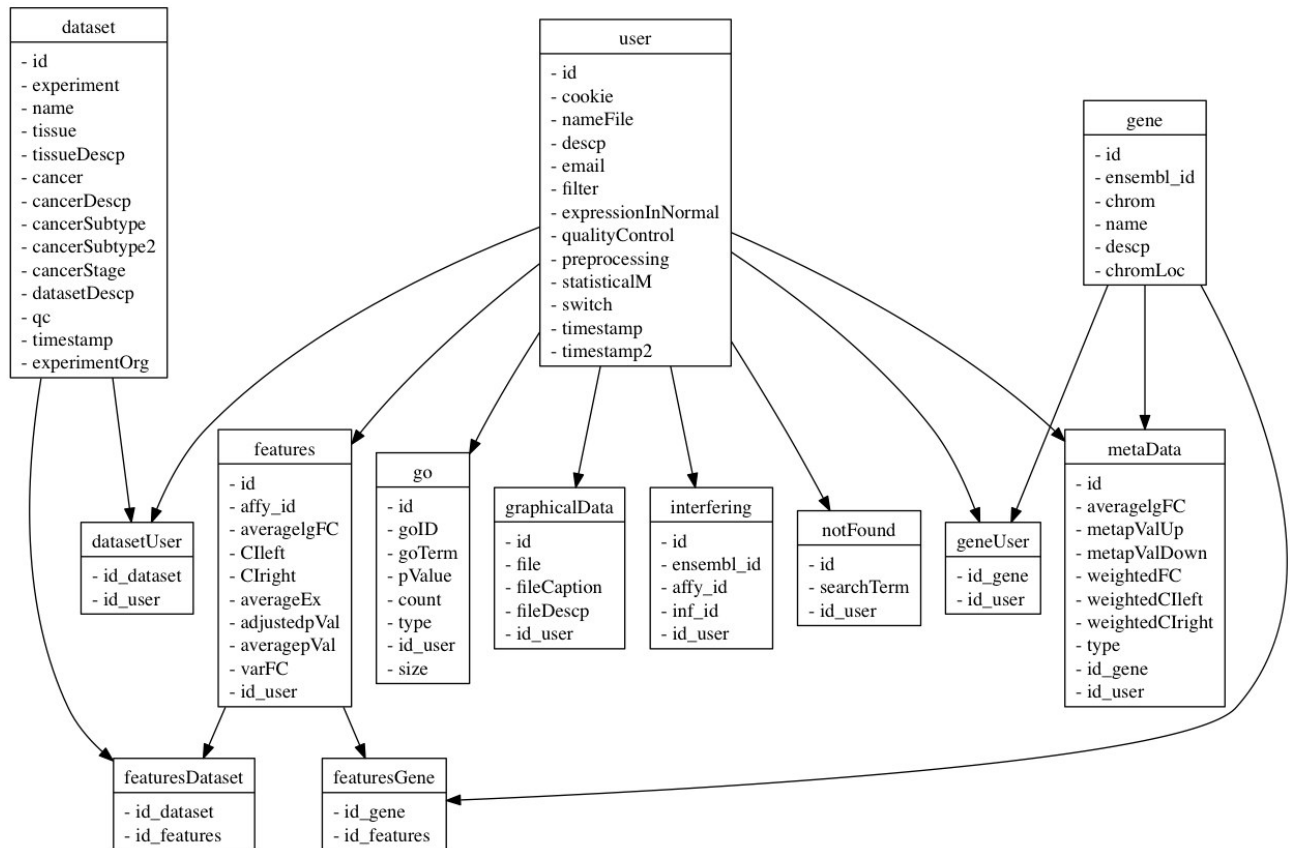 dataset
- id
- experiment
- name
- tissue
- tissueDescp
- cancer
- cancerDescp
- cancerSubtype
- cancerSubtype2
- cancerStage
- datasetDescp
- qc
- timestamp
- experimentOrg
user
- id
- cookie
- nameFile
- descp
- email
- filter
- expressionInNormal
- qualityControl
- preprocessing
- statisticalM
- switch
- timestamp
- timestamp2
gene
- id
- ensembl_id
- chrom
- name
- descp
- chromLoc
datasetUser
- id_dataset
- id_user
features
- id
- affy_id
- averagelgFC
- CIleft
- CIright
- averageEx
- adjustedpVal
- averagepVal
- varFC
- id_user
go
- id
- goID
- goTerm
- pValue
- count
- type
- id_user
- size
graphicalData
- id
- file
- fileCaption
- fileDescp
- id_user
interfering
- id
- ensembl_id
- affy_id
- inf_id
- id_user
notFound
- id
- searchTerm
- id_user
geneUser
- id_gene
- id_user
metaData
- id
- averagelgFC
- metapValUp
- metapValDown
- weightedFC
- weightedCIleft
- weightedCIright
- type
- id_gene
- id_user
featuresDataset
- id_dataset
- id_features
featuresGene
- id_gene
- id_features